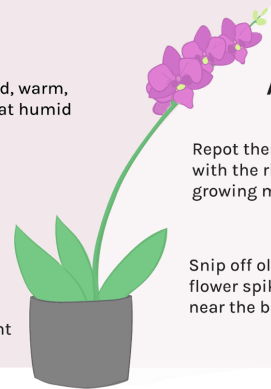 d, warm,
at humid
A
Repot the
with the ri
growing m
Snip off ol
flower spik
near the b
nt